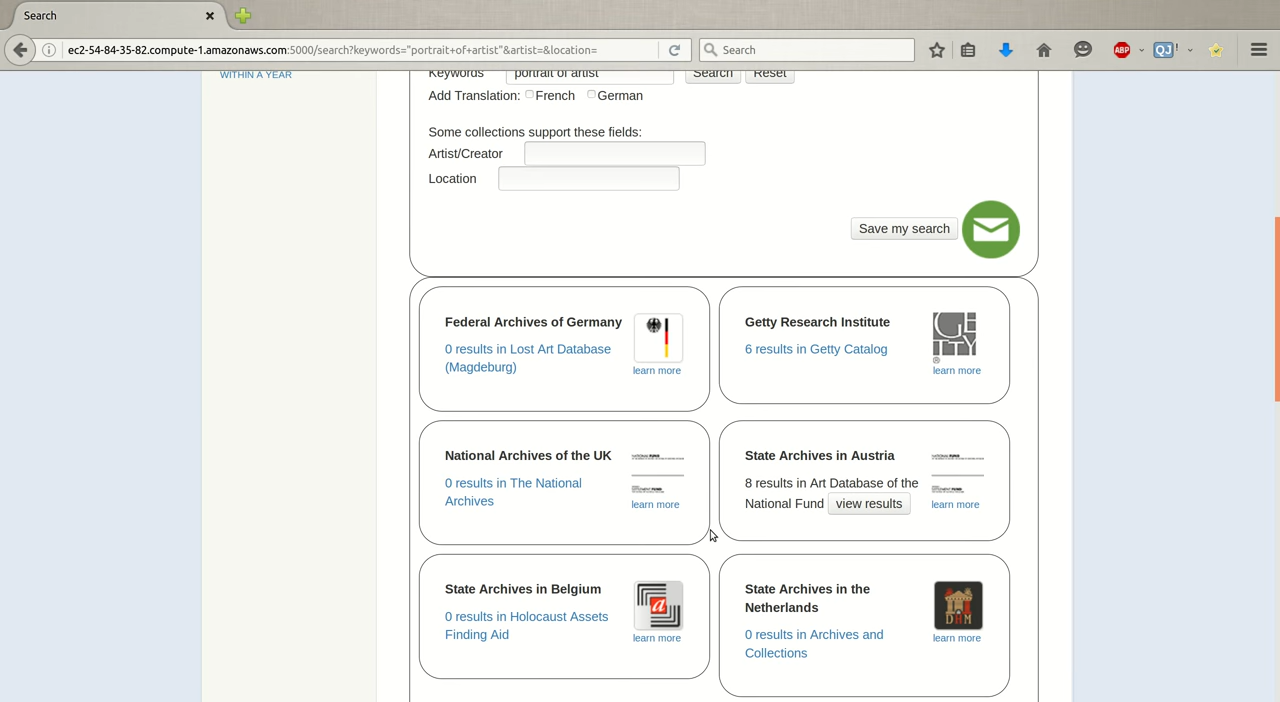 Search
ec2-54-84-35-82.compute-1.amazonaws.com:5000/search?keywords="portrait+of+artist"&artist=&location=
Search
ABP
QJ !
WITHIN A YEAR
Keywords portrait of artist Search Reset
Add Translation: French German
Some collections support these fields:
Artist/Creator
Location
Save my search
Federal Archives of Germany
0 results in Lost Art Database
(Magdeburg)
learn more
Getty Research Institute
6 results in Getty Catalog
GETTY
®
learn more
National Archives of the UK
0 results in The National
Archives
learn more
State Archives in Austria
8 results in Art Database of the
National Fund view results
learn more
State Archives in Belgium
0 results in Holocaust Assets
Finding Aid
a
learn more
State Archives in the
Netherlands
0 results in Archives and
Collections
DHM
learn more